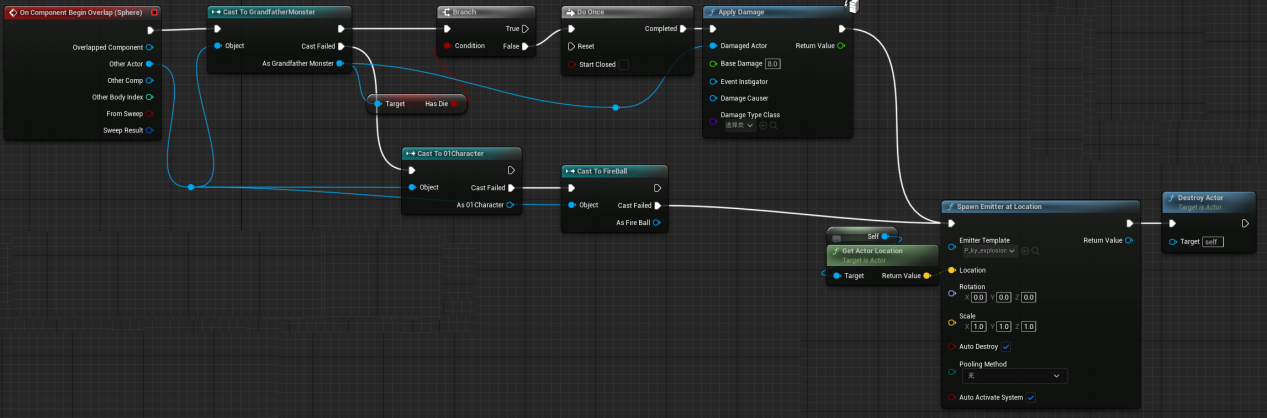 On Component Begin Overlap (Sphere)
Overlapped Component
Other Actor
Other Comp
Other Body Index
From Sweep
Sweep Result
Cast To GrandfatherMonster
Object
Cast Failed
As Grandfather Monster
Branch
Condition
True
False
Target
Has Die
Do Once
Completed
Reset
Start Closed
Apply Damage
Damaged Actor
Return Value
Base Damage 8.0
Event Instigator
Damage Causer
Damage Type Class
选择类
Cast To 01Character
Object
Cast Failed
As 01Character
Cast To FireBall
Object
Cast Failed
As Fire Ball
Self
Get Actor Location
Target is Actor
Target
Return Value
Spawn Emitter at Location
Emitter Template
Return Value
P_ky_explosion
Location
Rotation
X 0.0 Y 0.0 Z 0.0
Scale
X 1.0 Y 1.0 Z 1.0
Auto Destroy
Pooling Method
Auto Activate System
Destroy Actor
Target is Actor
Target self